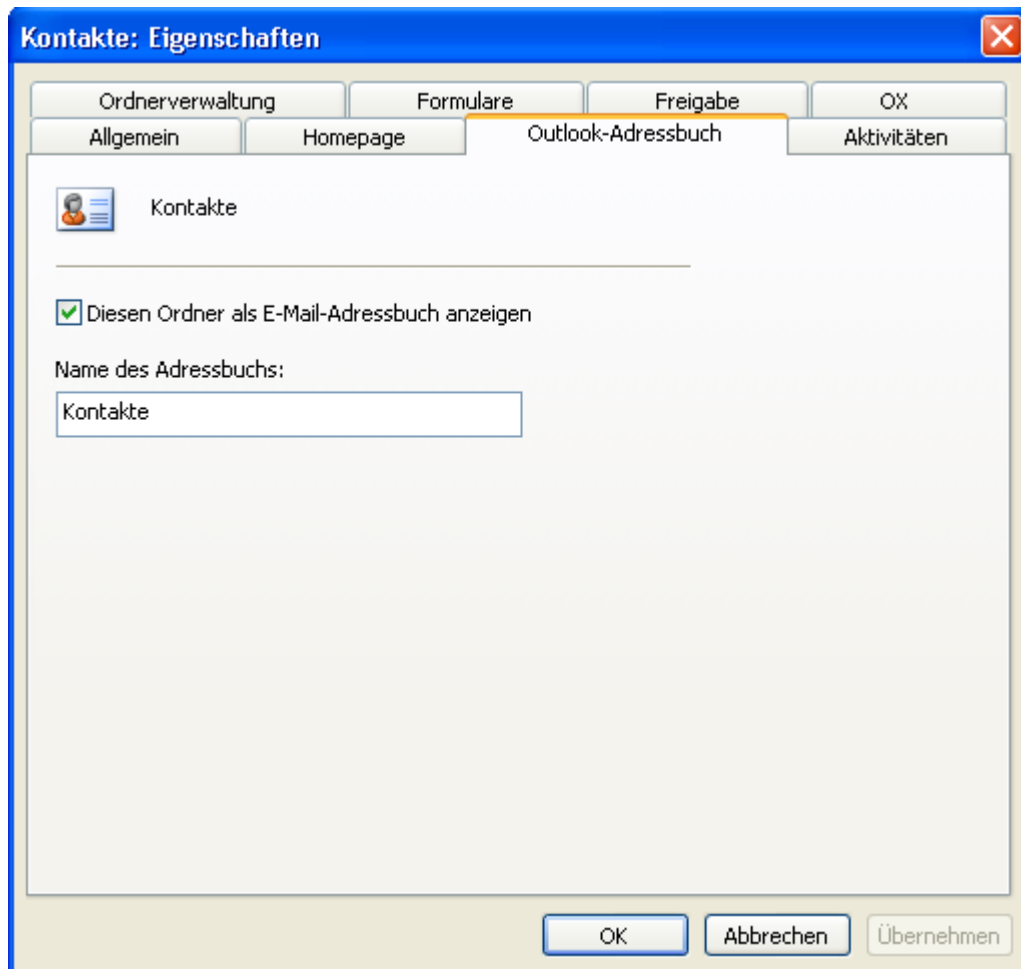 Kontakte: Eigenschaften
Ordnerverwaltung Formulare Freigabe OX
Allgemein Homepage Outlook-Adressbuch Aktivitäten
Kontakte
Diesen Ordner als E-Mail-Adressbuch anzeigen
Name des Adressbuchs:
Kontakte
OK Abbrechen Übernehmen